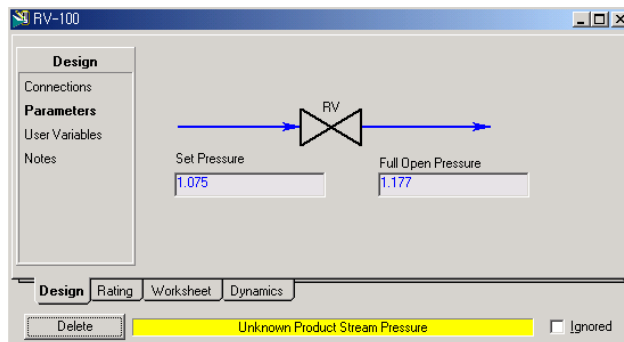 RV-100
Design
Connections
Parameters
User Variables
Notes
RV
Set Pressure
Full Open Pressure
1.075
1.177
Design Rating Worksheet Dynamics
Delete
Unknown Product Stream Pressure
Ignored